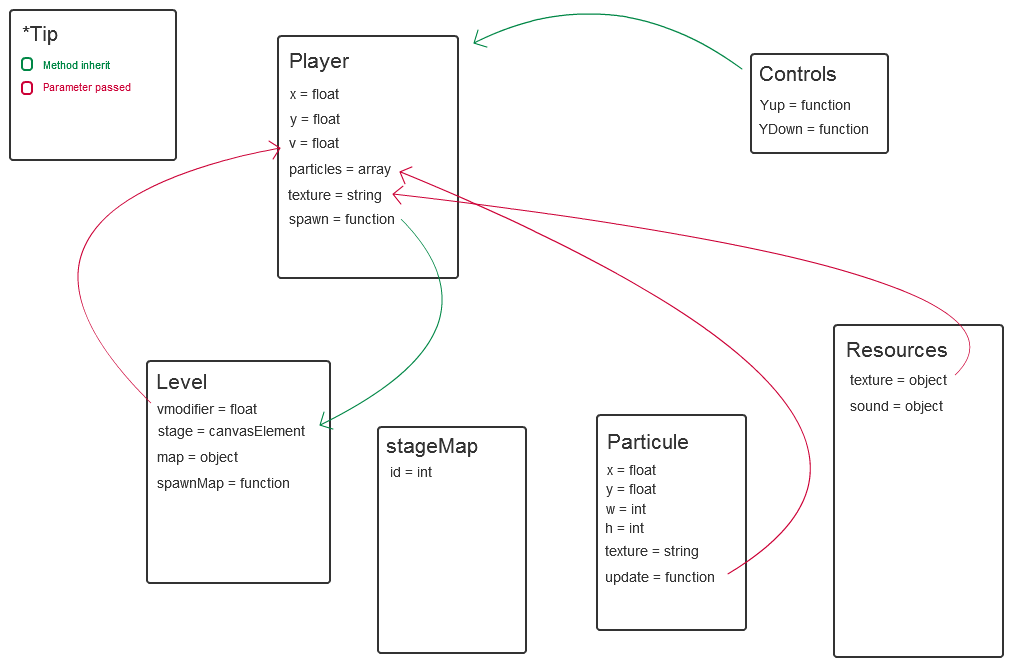 *Tip
Method inherit
Parameter passed
Player
x = float
y = float
v = float
particles = array
texture = string
spawn = function
Controls
Yup = function
YDown = function
Level
vmodifier = float
stage = canvasElement
map = object
spawnMap = function
stageMap
id = int
Particule
x = float
y = float
w = int
h = int
texture = string
update = function
Resources
texture = object
sound = object